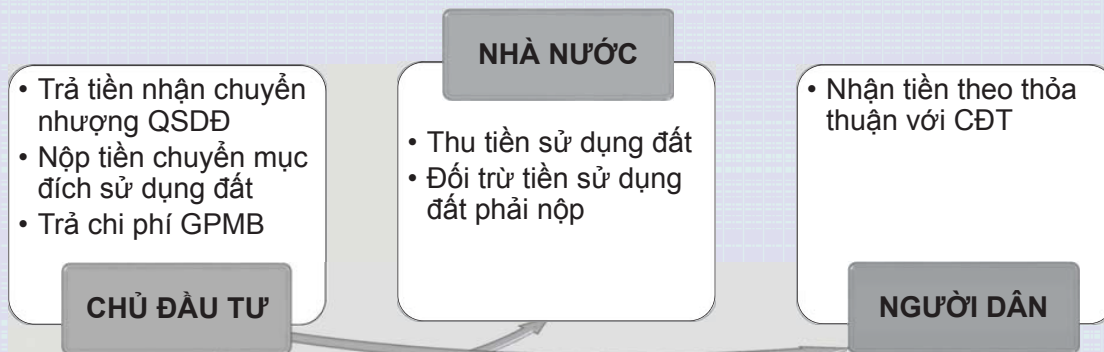 • Trả tiền nhận chuyển
nhượng QSDĐ
• Nộp tiền chuyển mục
đích sử dụng đất
• Trả chi phí GPMB
CHỦ ĐẦU TƯ
NHÀ NƯỚC
• Thu tiền sử dụng đất
• Đối trừ tiền sử dụng
đất phải nộp
• Nhận tiền theo thỏa
thuận với CĐT
NGƯỜI DÂN